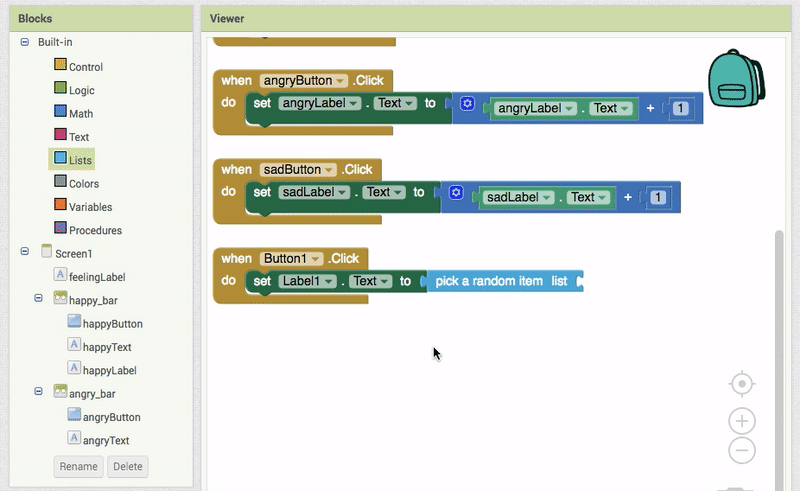 Blocks
Viewer
Built-in
Control
Logic
Math
Text
Lists
Colors
Variables
Procedures
Screen1
A feelingLabel
happy_bar
happyButton
A happyText
A happyLabel
angry_bar
angryButton
A angryText
Rename Delete
when angryButton .Click
do set angryLabel . Text to angryLabel . Text + 1
when sadButton .Click
do set sadLabel . Text to sadLabel . Text + 1
when Button1 .Click
do set Label1 . Text to pick a random item list